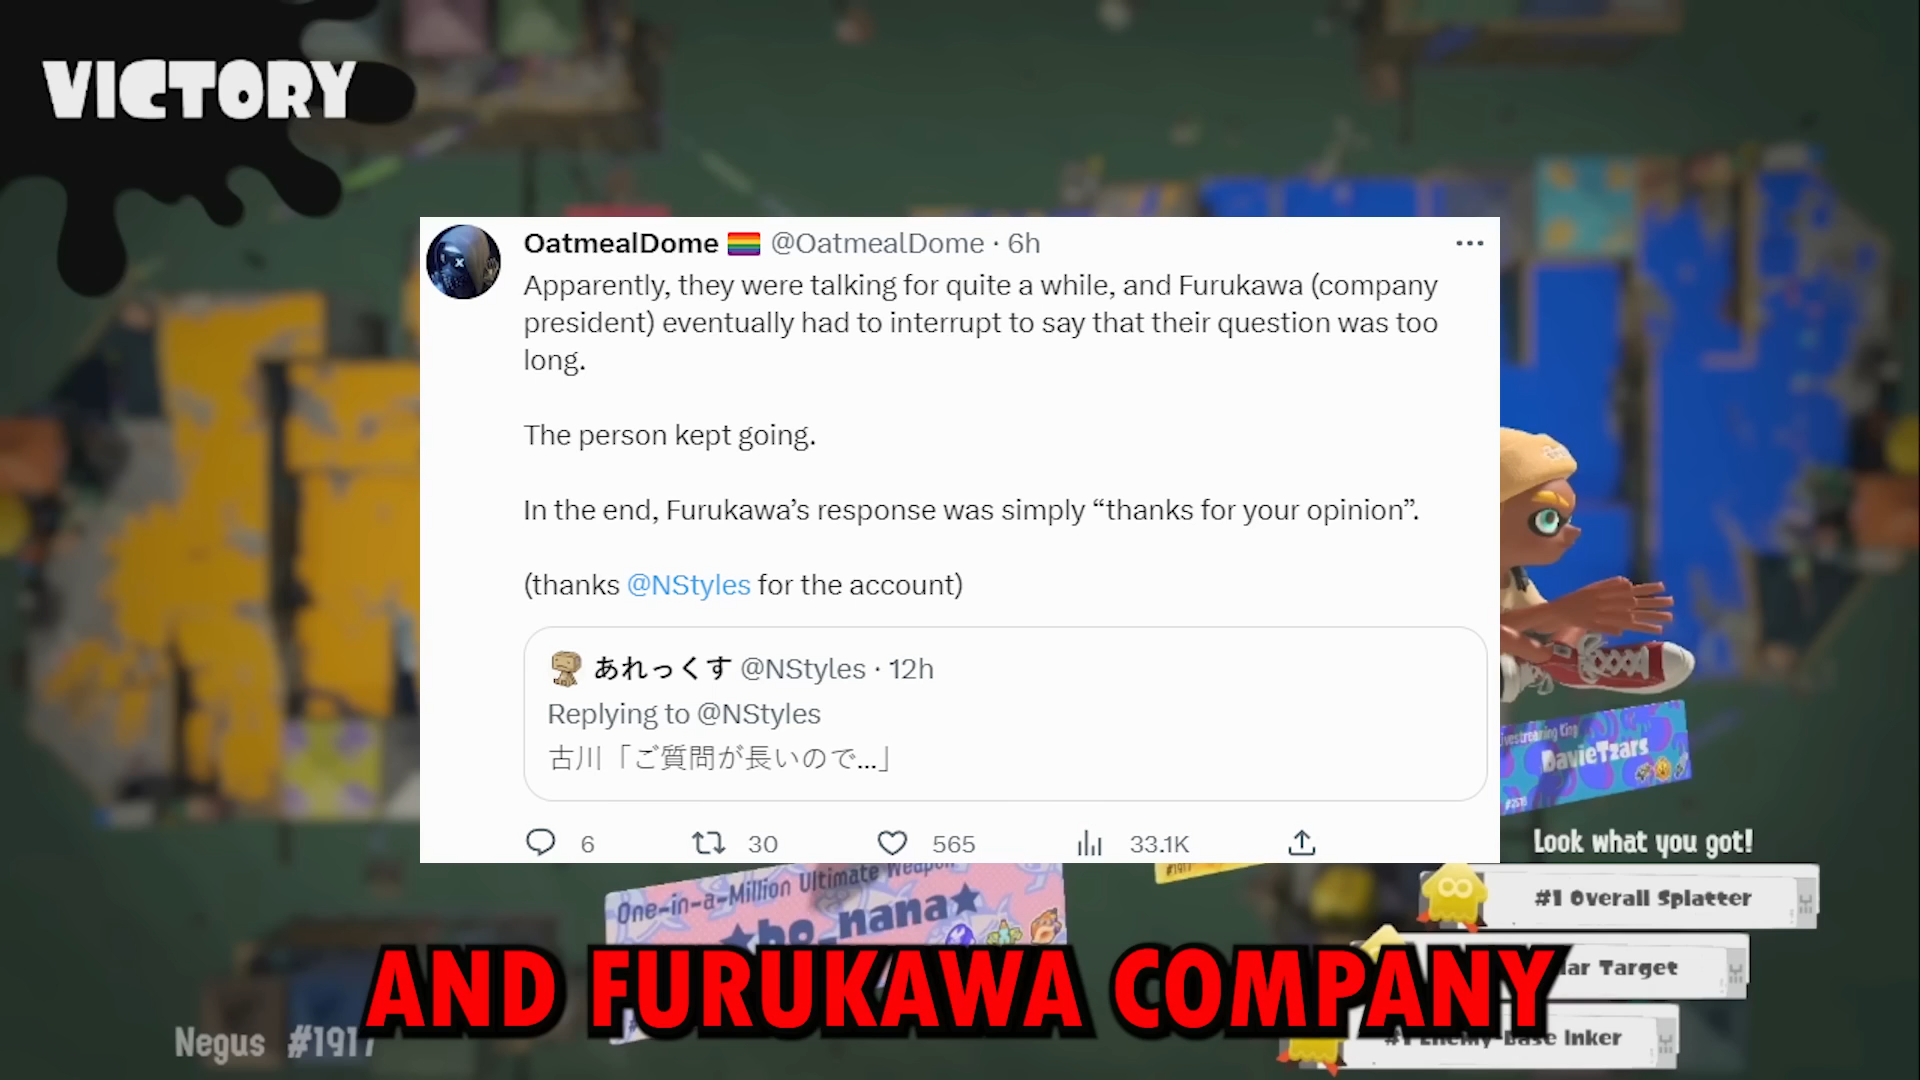 VICTORY
OatmealDome 🏳️‍🌈 @OatmealDome · 6h
Apparently, they were talking for quite a while, and Furukawa (company
president) eventually had to interrupt to say that their question was too
long.
The person kept going.
In the end, Furukawa’s response was simply “thanks for your opinion”.
(thanks @NStyles for the account)
あれっくす @NStyles · 12h
Replying to @NStyles
古川「ご質問が長いので...」
6 30 565 33.1K
DavieTzars
Look what you got!
#1 Overall Splatter
One-in-a-Million Ultimate Weapon
★ho_nana★
lar Target
AND FURUKAWA COMPANY
#1 Enemy-Base Inker
Negus #1917